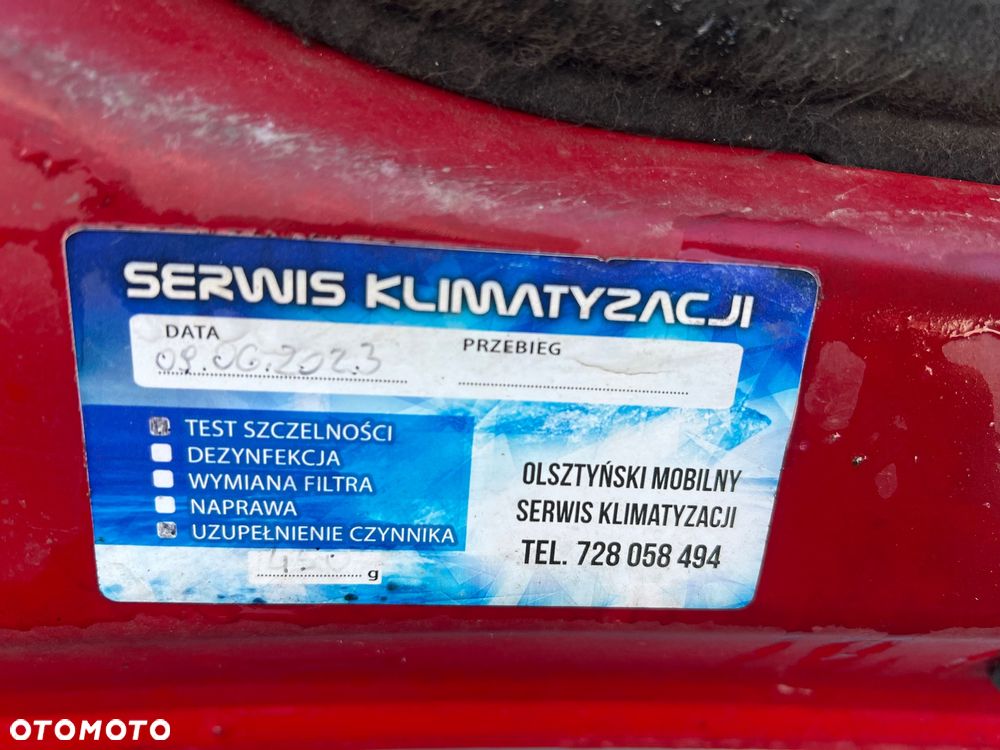 SERWIS KLIMATYZACJI
DATA
09.06.2023
PRZEBIEG
TEST SZCZELNOŚCI
DEZYNFEKCJA
WYMIANA FILTRA
NAPRAWA
UZUPEŁNIENIE CZYNNIKA
g
OLSZTYŃSKI MOBILNY
SERWIS KLIMATYZACJI
TEL. 728 058 494
OTOMOTO